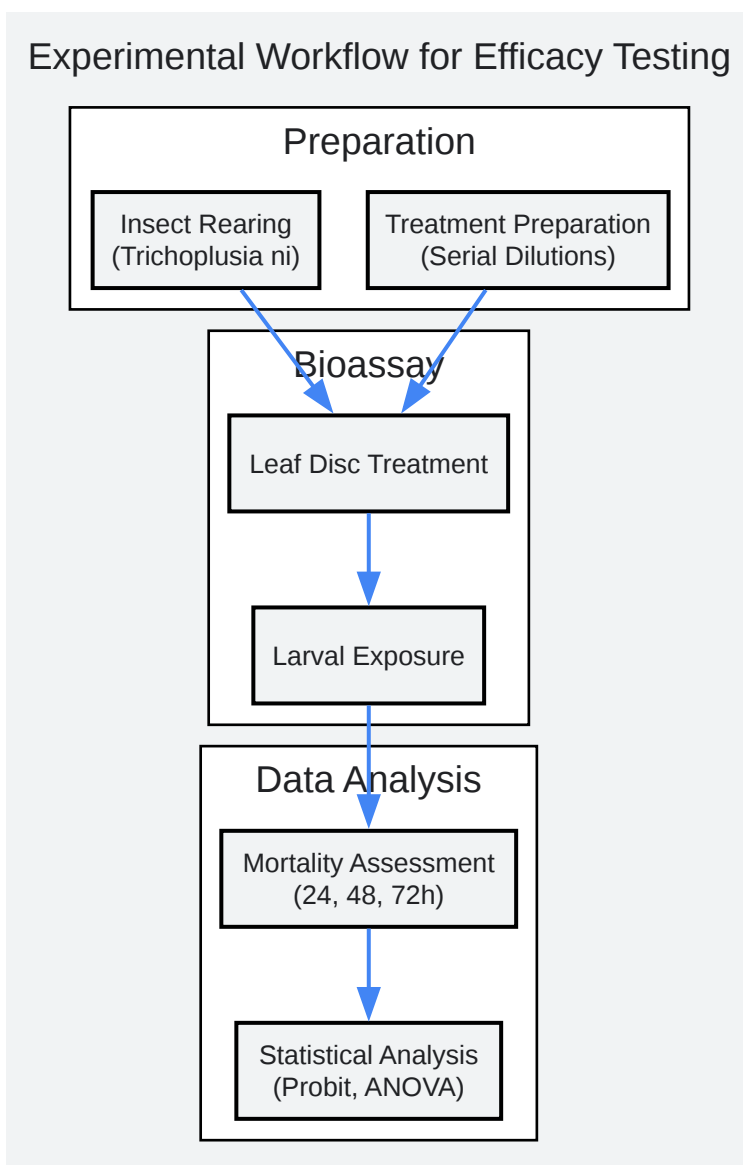 Experimental Workflow for Efficacy Testing
Preparation
Insect Rearing
(Trichoplusia ni)
Treatment Preparation
(Serial Dilutions)
Bioassay
Leaf Disc Treatment
Larval Exposure
Data Analysis
Mortality Assessment
(24, 48, 72h)
Statistical Analysis
(Probit, ANOVA)